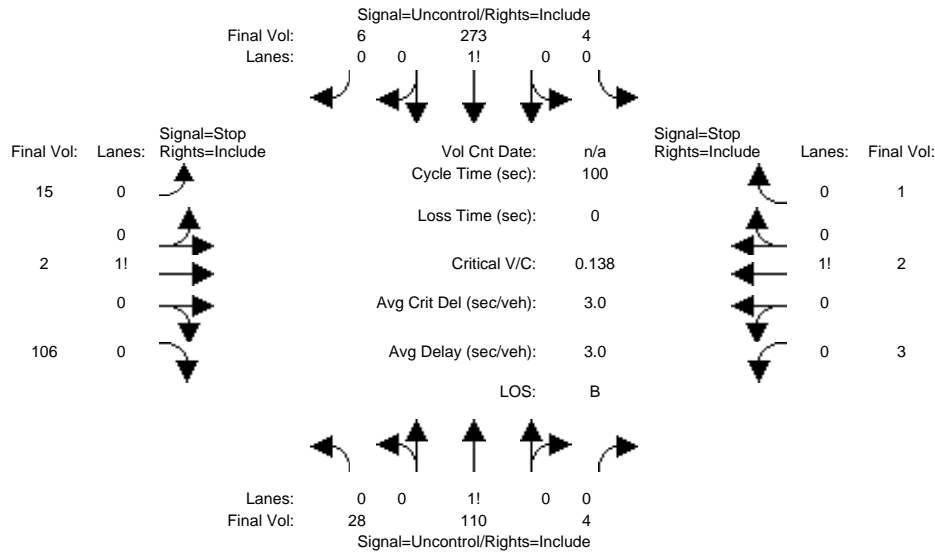 Signal=Uncontrol/Rights=Include
Final Vol: 6 273 4
Lanes: 0 0 1! 0 0
Signal=Stop Signal=Stop
Final Vol: Lanes: Rights=Include Vol Cnt Date: n/a Rights=Include Lanes: Final Vol:
Cycle Time (sec): 100
15 0 0 1
Loss Time (sec): 0
0 0
2 1! Critical V/C: 0.138 1! 2
0 Avg Crit Del (sec/veh): 3.0 0
106 0 Avg Delay (sec/veh): 3.0 0 3
LOS: B
Lanes: 0 0 1! 0 0
Final Vol: 28 110 4
Signal=Uncontrol/Rights=Include